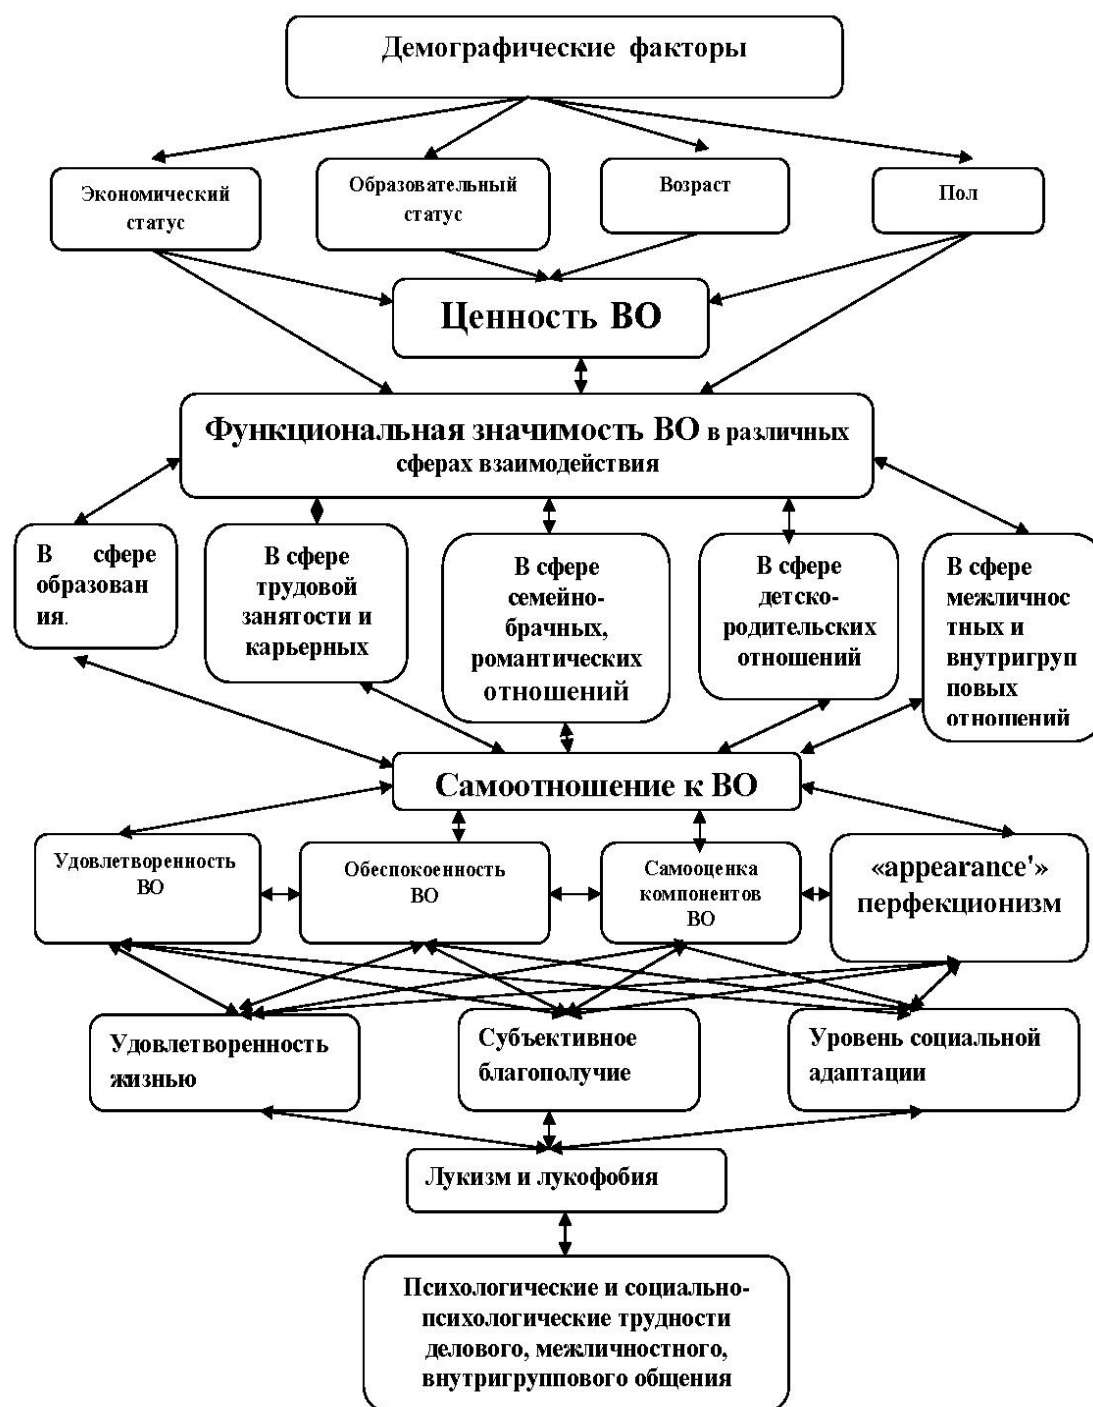 Демографические факторы
Экономический
статус
Образовательный
статус
Возраст
Пол
Ценность ВО
Функциональная значимость ВО в различных
сферах взаимодействия
В сфере
образован
ия.
В сфере
трудовой
занятости и
карьерных
В сфере
семейно-
брачных,
романтических
отношений
В сфере
детско-
родительских
отношений
В сфере
межличнос
тных и
внутригруп
повых
отношений
Самоотношение к ВО
Удовлетворенность
ВО
Обеспокоенность
ВО
Самооценка
компонентов
ВО
«appearance'»
перфекционизм
Удовлетворенность
жизнью
Субъективное
благополучие
Уровень социальной
адаптации
Лукизм и лукофобия
Психологические и социально-
психологические трудности
делового, межличностного,
внутригруппового общения